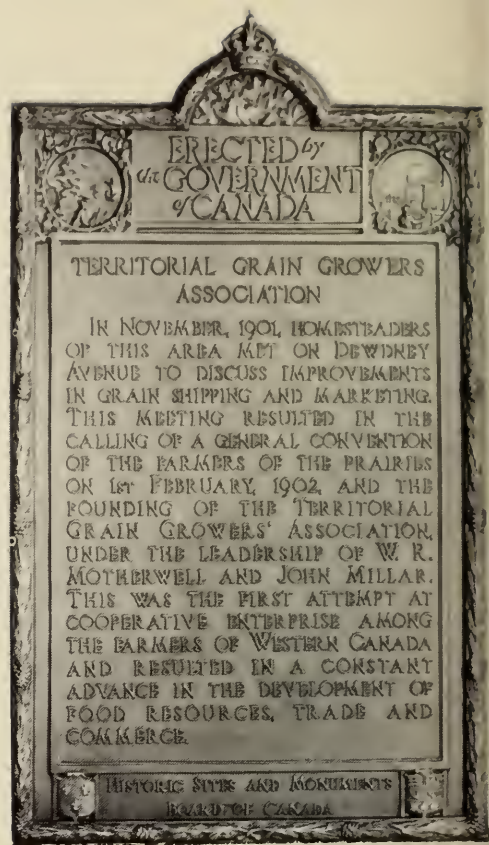 ERECTED by
the GOVERNMENT
of CANADA
TERRITORIAL GRAIN GROWERS
ASSOCIATION
IN NOVEMBER, 1901, HOMESTEADERS
OF THIS AREA MET ON DEWDNEY
AVENUE TO DISCUSS IMPROVEMENTS
IN GRAIN SHIPPING AND MARKETING.
THIS MEETING RESULTED IN THE
CALLING OF A GENERAL CONVENTION
OF THE FARMERS OF THE PRAIRIES
ON 1ST FEBRUARY, 1902, AND THE
FOUNDING OF THE TERRITORIAL
GRAIN GROWERS' ASSOCIATION,
UNDER THE LEADERSHIP OF W. R.
MOTHERWELL AND JOHN MILLAR.
THIS WAS THE FIRST ATTEMPT AT
COOPERATIVE ENTERPRISE AMONG
THE FARMERS OF WESTERN CANADA
AND RESULTED IN A CONSTANT
ADVANCE IN THE DEVELOPMENT OF
FOOD RESOURCES, TRADE AND
COMMERCE.
HISTORIC SITES AND MONUMENTS
BOARD OF CANADA